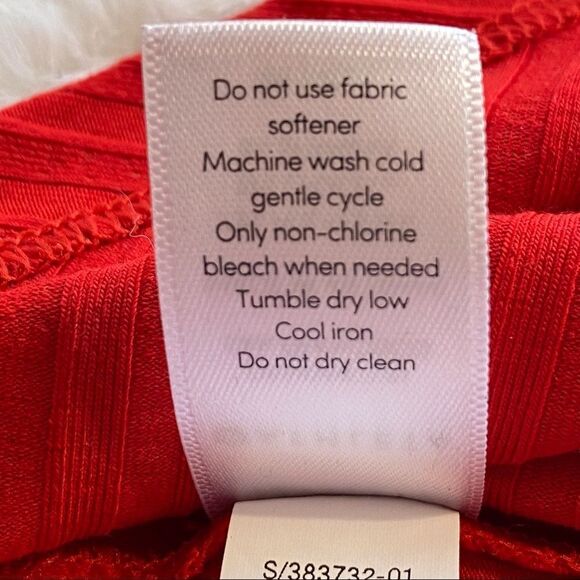 Do not use fabric
softener
Machine wash cold
gentle cycle
Only non-chlorine
bleach when needed
Tumble dry low
Cool iron
Do not dry clean
S/383732-01